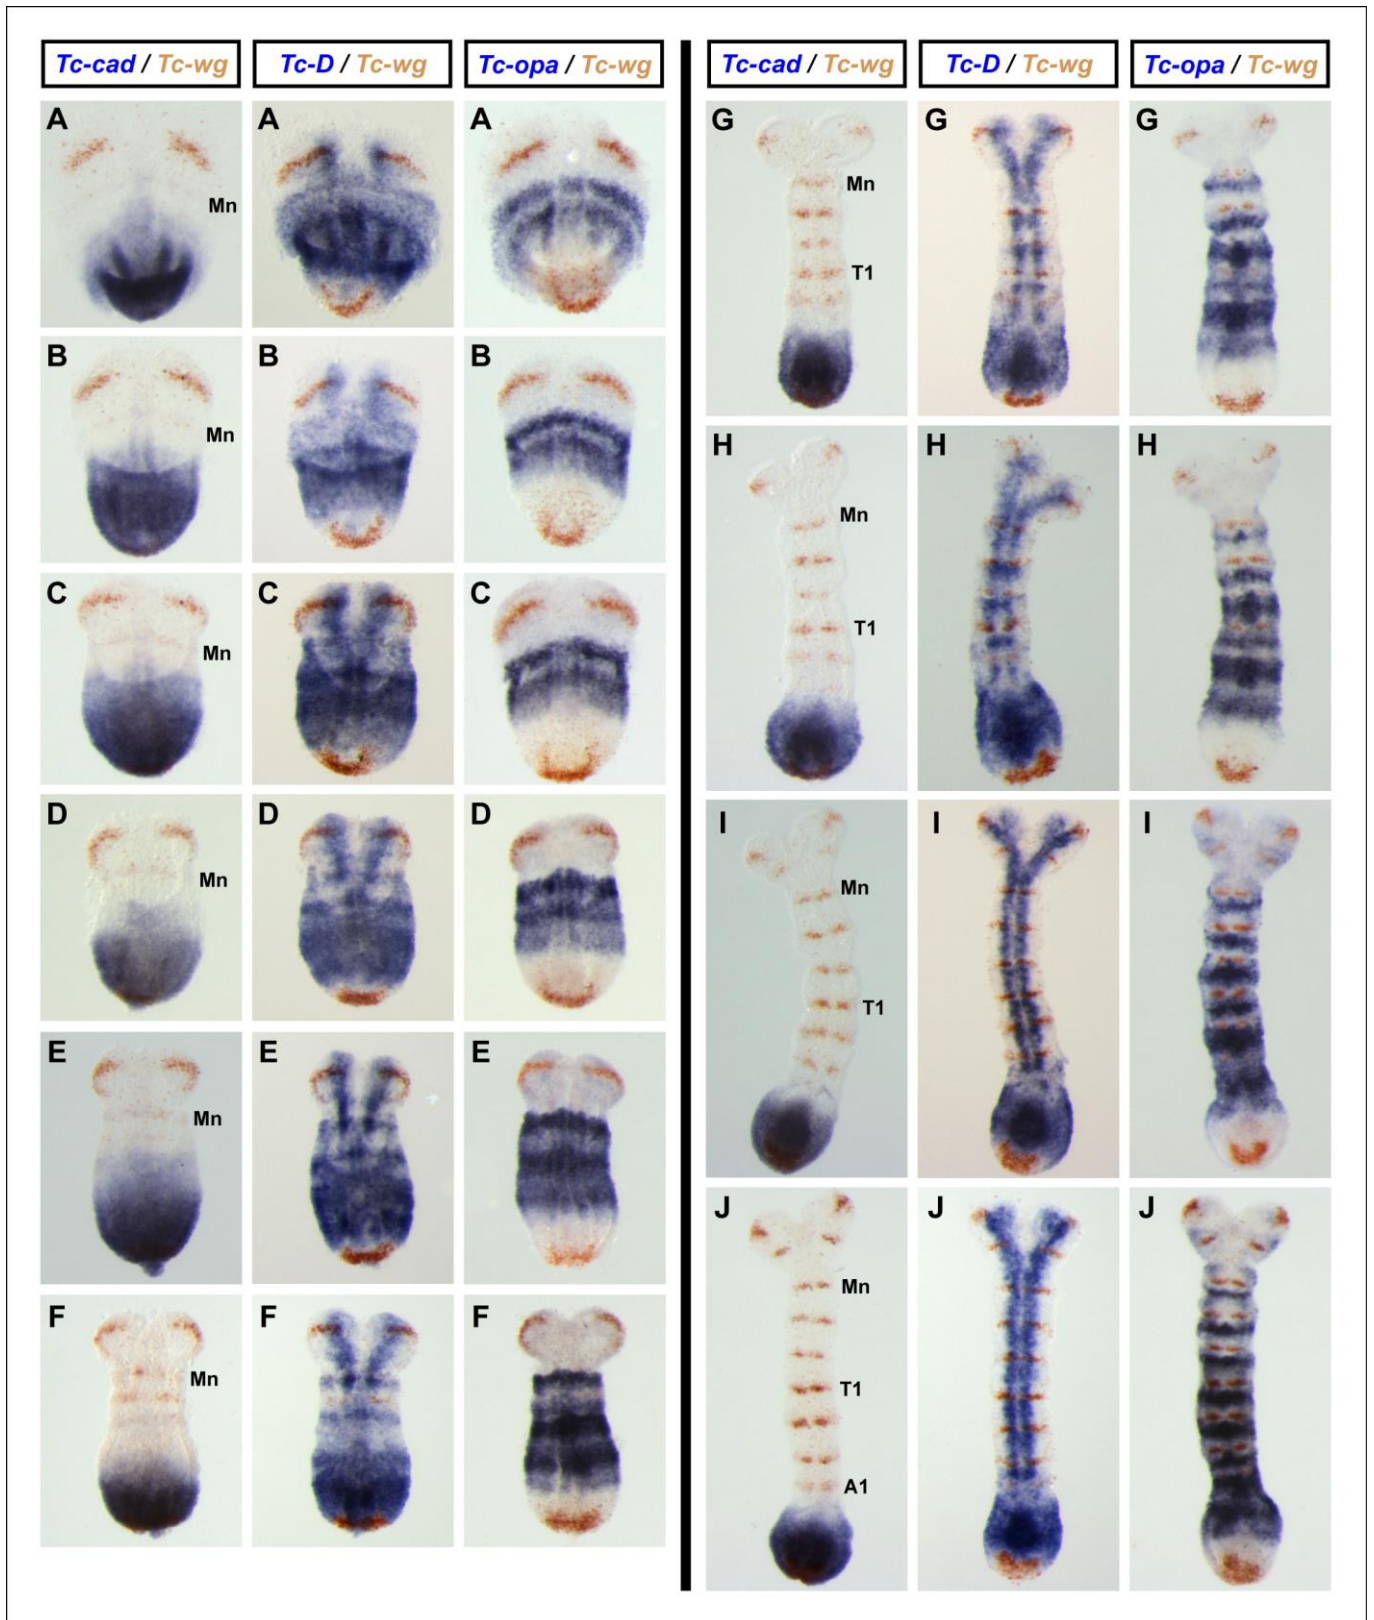 Tc-cad / Tc-wg Tc-D / Tc-wg Tc-opa / Tc-wg Tc-cad / Tc-wg Tc-D / Tc-wg Tc-opa / Tc-wg
A A A
Mn
B B B
Mn
C C C
Mn
D D D
Mn
E E E
Mn
F F F
Mn
G G G
Mn
T1
H H H
Mn
T1
I I I
Mn
T1
J J J
Mn
T1
A1